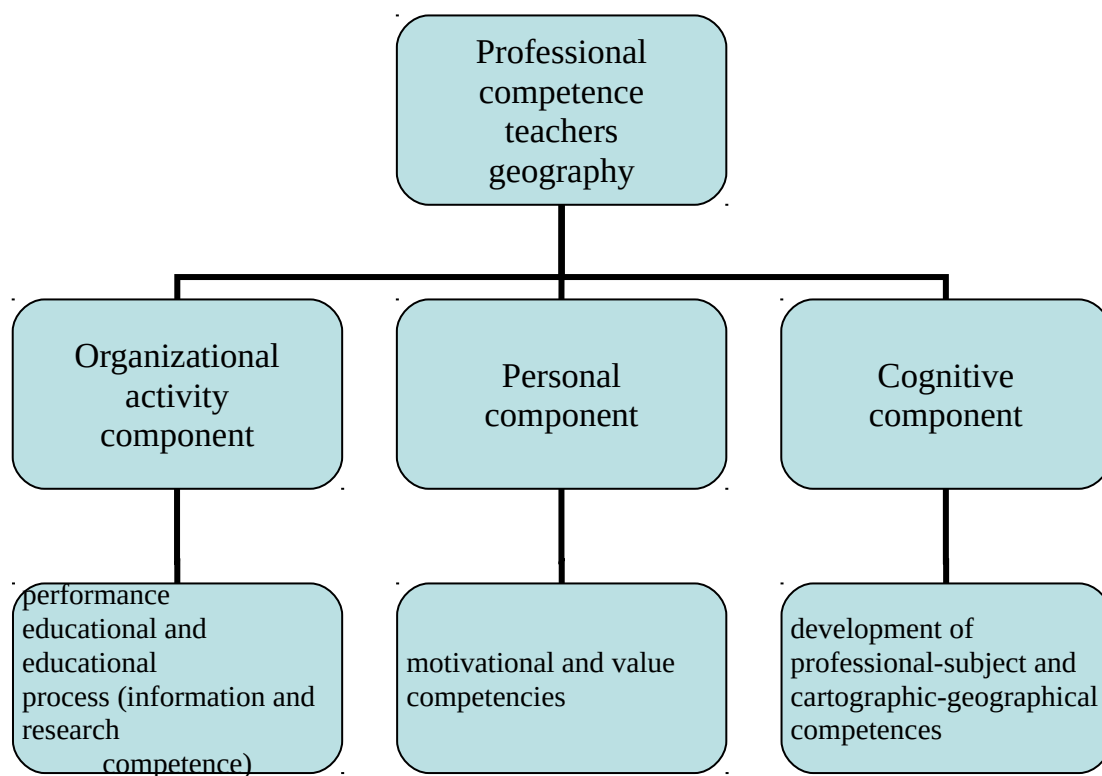 Professional
competence
teachers
geography
Organizational
activity
component
Personal
component
Cognitive
component
performance
educational and
educational
process (information and
research
competence)
motivational and value
competencies
development of
professional-subject and
cartographic-geographical
competences